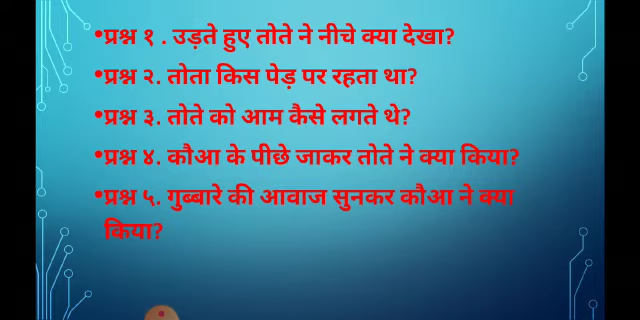 •प्रश्न १ . उड़ते हुए तोते ने नीचे क्या देखा?
•प्रश्न २. तोता किस पेड़ पर रहता था?
•प्रश्न ३. तोते को आम कैसे लगते थे?
•प्रश्न ४. कौआ के पीछे जाकर तोते ने क्या किया?
•प्रश्न ५. गुब्बारे की आवाज सुनकर कौआ ने क्या
किया?